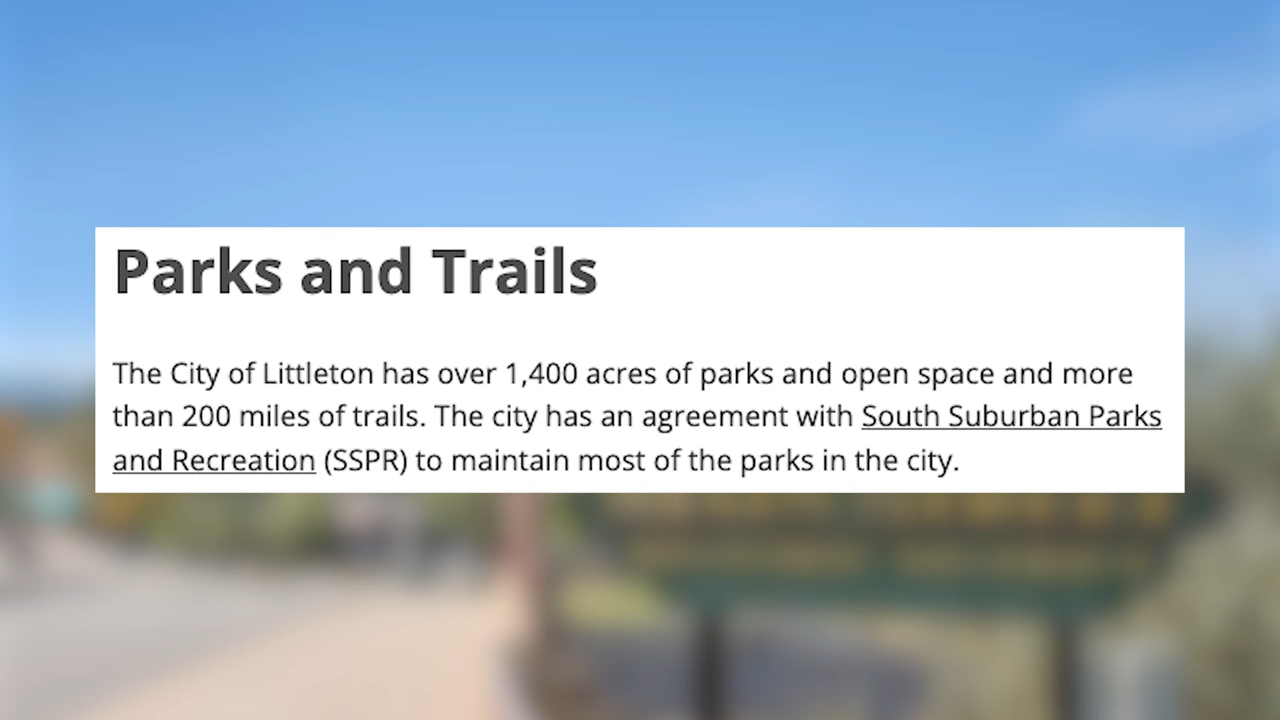 Parks and Trails
The City of Littleton has over 1,400 acres of parks and open space and more
than 200 miles of trails. The city has an agreement with South Suburban Parks
and Recreation (SSPR) to maintain most of the parks in the city.